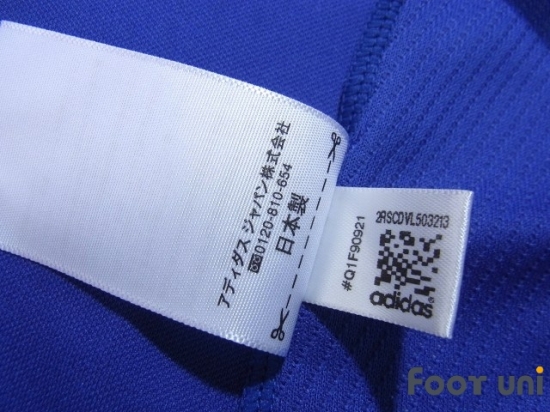 アディダス ジャパン株式会社
0120-810-654
日本製
#Q1F90921
2RSCDVL503213
adidas
FOOT UNI